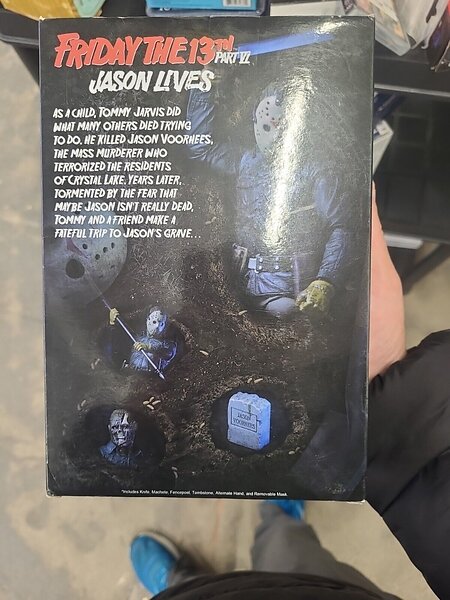 FRIDAY THE 13TH
PART VI
JASON LIVES
AS A CHILD, TOMMY JARVIS DID
WHAT MANY OTHERS DIED TRYING
TO DO. HE KILLED JASON VOORHEES,
THE MASS MURDERER WHO
TERRORIZED THE RESIDENTS
OF CRYSTAL LAKE. YEARS LATER,
TORMENTED BY THE FEAR THAT
MAYBE JASON ISN'T REALLY DEAD,
TOMMY AND A FRIEND MAKE A
FATEFUL TRIP TO JASON'S GRAVE...
JASON
VOORHEES
*Includes Knife, Machete, Fencepost, Tombstone, Alternate Hand, and Removable Mask.